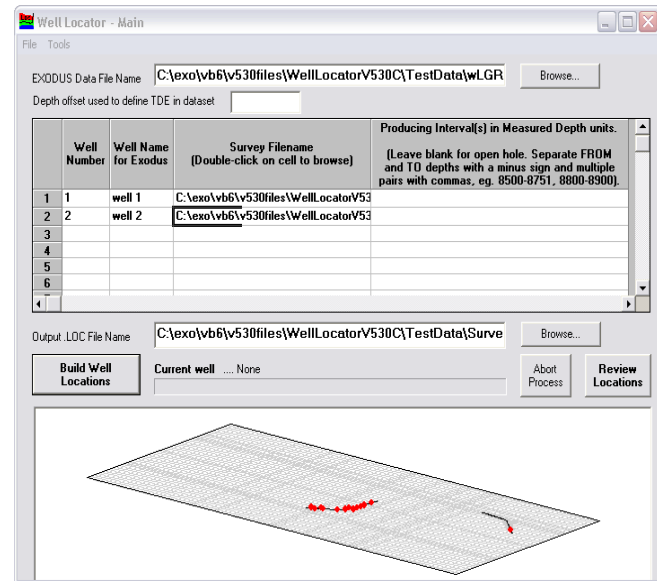 Well Locator - Main
File Tools
EXODUS Data File Name C:\exo\vb6\v530files\WellLocatorV530C\TestData\wLGR Browse...
Depth offset used to define TDE in dataset
Well Number
Well Name for Exodus
Survey Filename
(Double-click on cell to browse)
Producing Interval(s) in Measured Depth units.
(Leave blank for open hole. Separate FROM
and TO depths with a minus sign and multiple
pairs with commas, eg. 8500-8751, 8800-8900).
1 1 well 1 C:\exo\vb6\v530files\WellLocatorV53
2 2 well 2 C:\exo\vb6\v530files\WellLocatorV53
3
4
5
6
Output .LOC File Name C:\exo\vb6\v530files\WellLocatorV530C\TestData\Surve Browse...
Build Well
Locations
Current well .... None
Abort
Process
Review
Locations